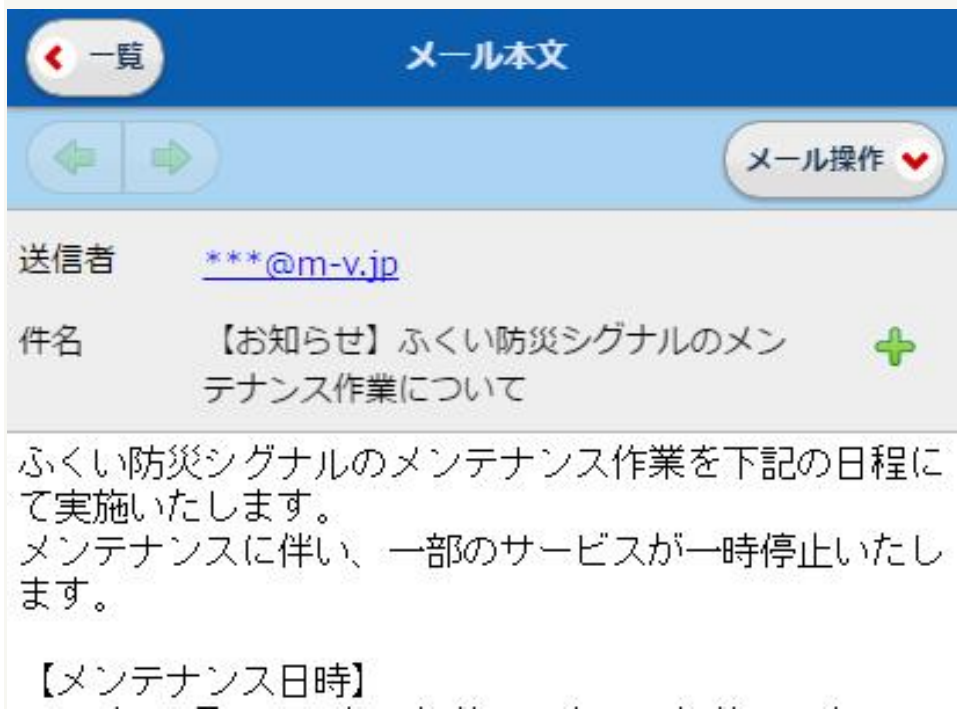 一覧
メール本文
メール操作
送信者 ***@m-v.jp
件名 【お知らせ】ふくい防災シグナルのメン
テナンス作業について
ふくい防災シグナルのメンテナンス作業を下記の日程に
て実施いたします。
メンテナンスに伴い、一部のサービスが一時停止いたし
ます。
【メンテナンス日時】